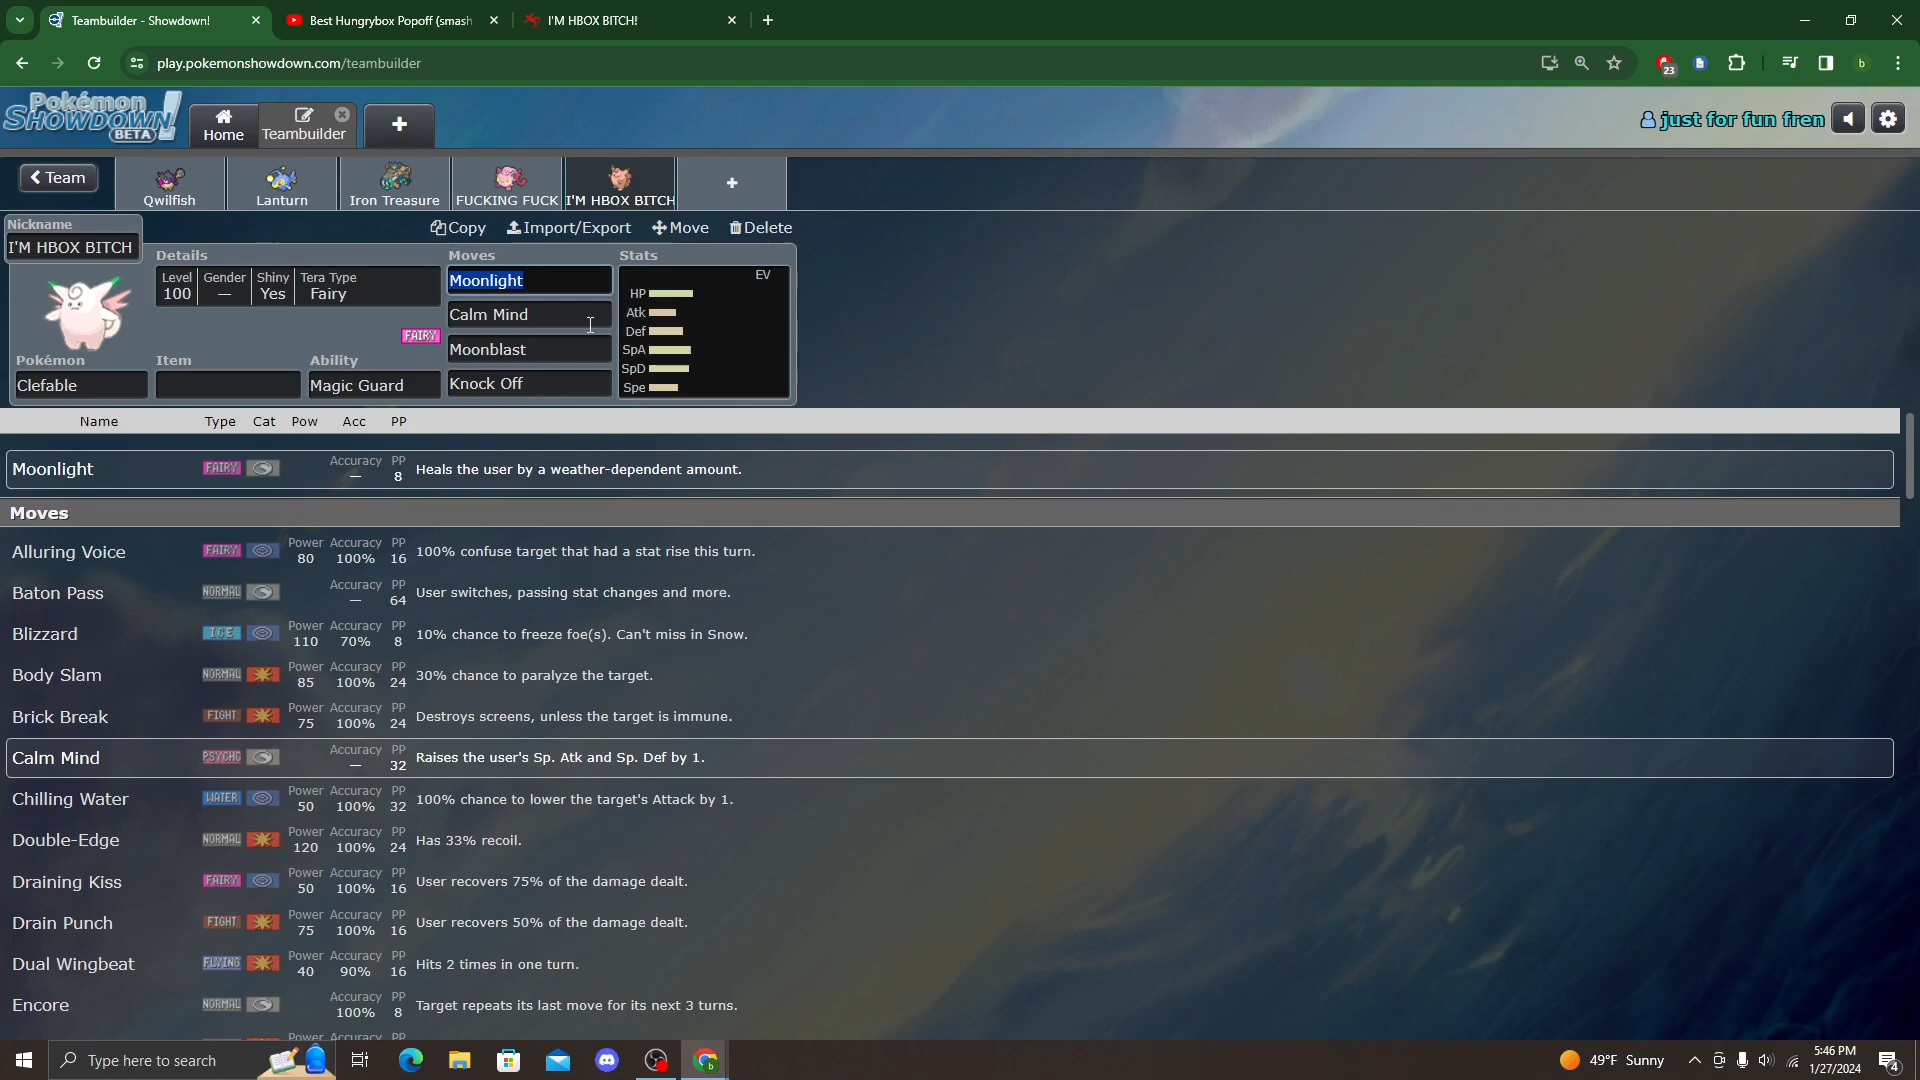 Teambuilder - Showdown!
Best Hungrybox Popoff (smash
I'M HBOX BITCH!
play.pokemonshowdown.com/teambuilder
23
b
Pokémon
SHOWDOWN!
BETA
Home
Teambuilder
just for fun fren
Team
Qwilfish
Lanturn
Iron Treasure
FUCKING FUCK
I'M HBOX BITCH
Copy
Import/Export
Move
Delete
Nickname
I'M HBOX BITCH
Details
Moves
Stats
Level
Gender
Shiny
Tera Type
100
—
Yes
Fairy
Moonlight
EV
HP
Calm Mind
Atk
FAIRY
Def
Moonblast
SpA
Pokémon
Item
Ability
SpD
Clefable
Magic Guard
Knock Off
Spe
Name Type Cat Pow Acc PP
Moonlight FAIRY Accuracy — PP 8 Heals the user by a weather-dependent amount.
Moves
Alluring Voice FAIRY Power 80 Accuracy 100% PP 16 100% confuse target that had a stat rise this turn.
Baton Pass NORMAL Accuracy — PP 64 User switches, passing stat changes and more.
Blizzard ICE Power 110 Accuracy 70% PP 8 10% chance to freeze foe(s). Can't miss in Snow.
Body Slam NORMAL Power 85 Accuracy 100% PP 24 30% chance to paralyze the target.
Brick Break FIGHT Power 75 Accuracy 100% PP 24 Destroys screens, unless the target is immune.
Calm Mind PSYCHC Accuracy — PP 32 Raises the user's Sp. Atk and Sp. Def by 1.
Chilling Water WATER Power 50 Accuracy 100% PP 32 100% chance to lower the target's Attack by 1.
Double-Edge NORMAL Power 120 Accuracy 100% PP 24 Has 33% recoil.
Draining Kiss FAIRY Power 50 Accuracy 100% PP 16 User recovers 75% of the damage dealt.
Drain Punch FIGHT Power 75 Accuracy 100% PP 16 User recovers 50% of the damage dealt.
Dual Wingbeat FLYING Power 40 Accuracy 90% PP 16 Hits 2 times in one turn.
Encore NORMAL Accuracy 100% PP 8 Target repeats its last move for its next 3 turns.
Power Accuracy PP
Type here to search
b
49°F Sunny
5:46 PM
1/27/2024
4